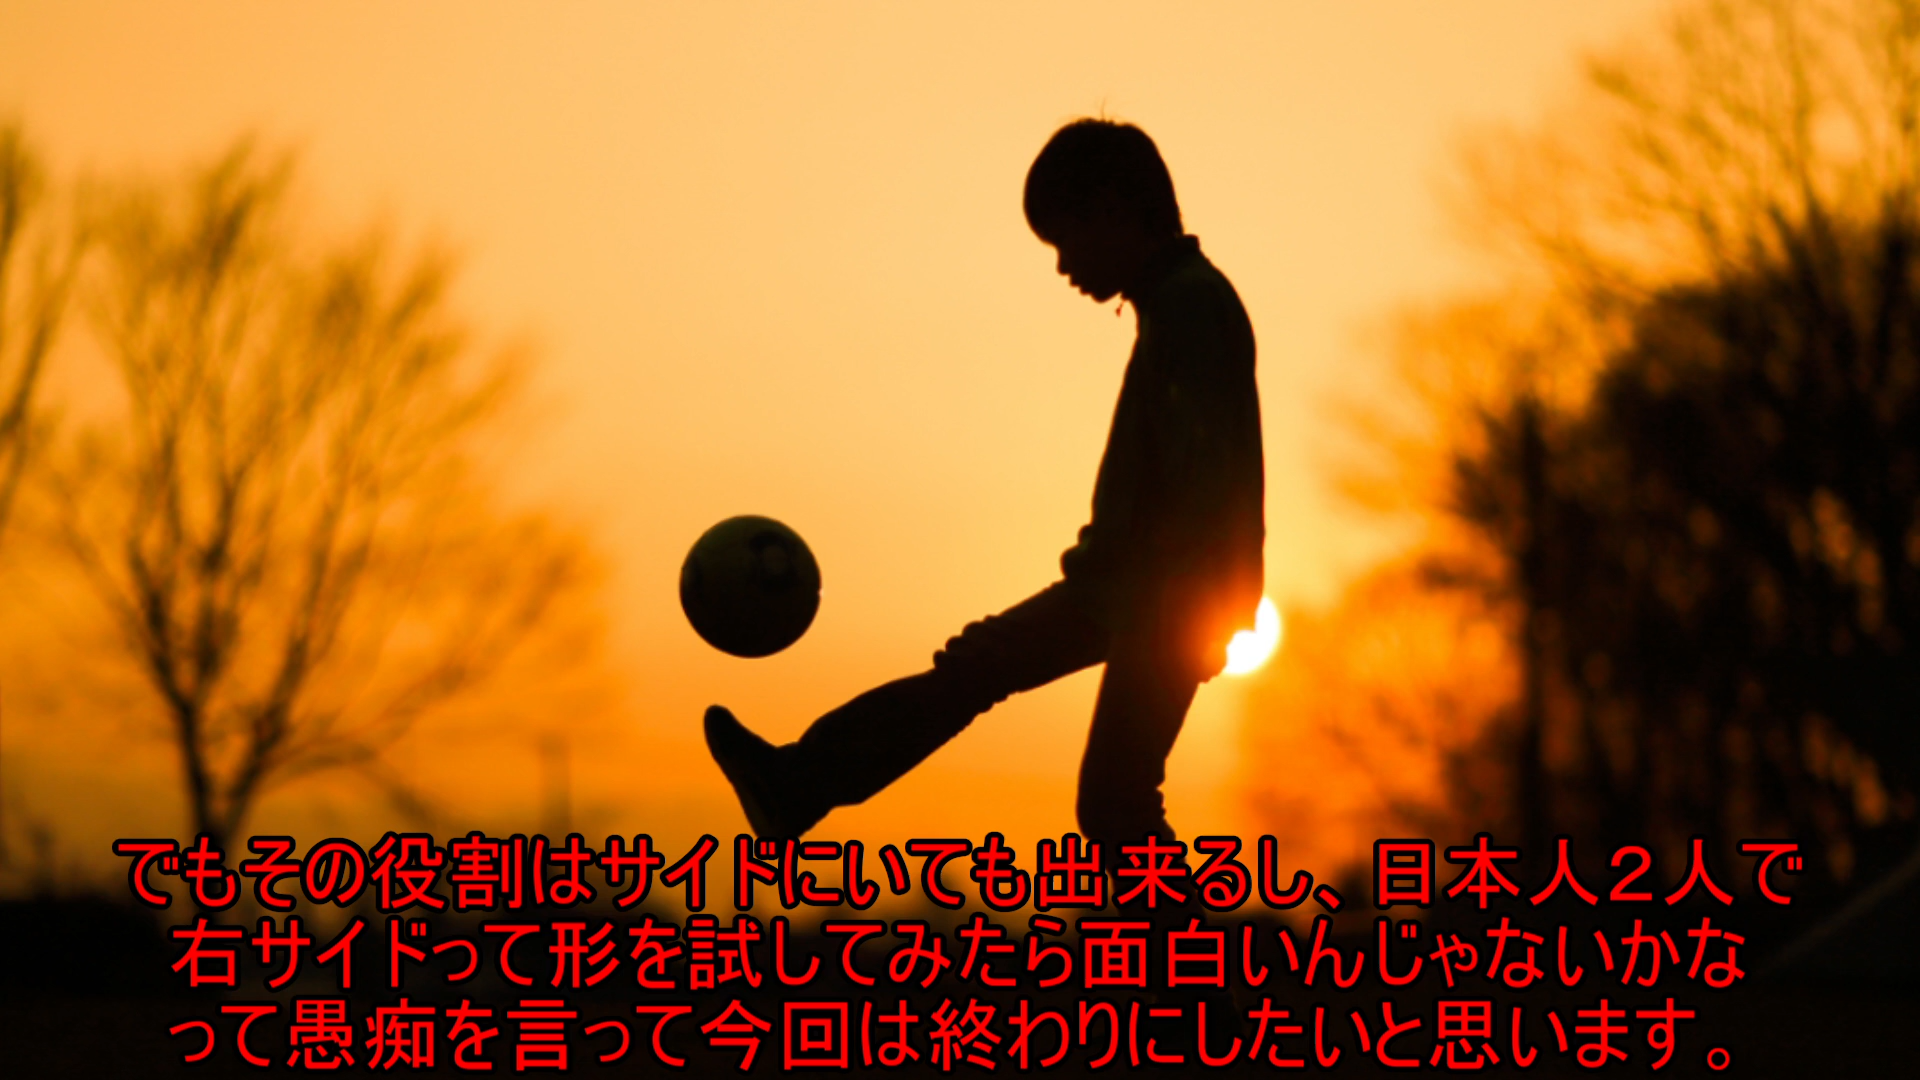 でもその役割はサイドにいても出来るし、日本人２人で
右サイドって形を試してみたら面白いんじゃないかな
って愚痴を言って今回は終わりにしたいと思います。